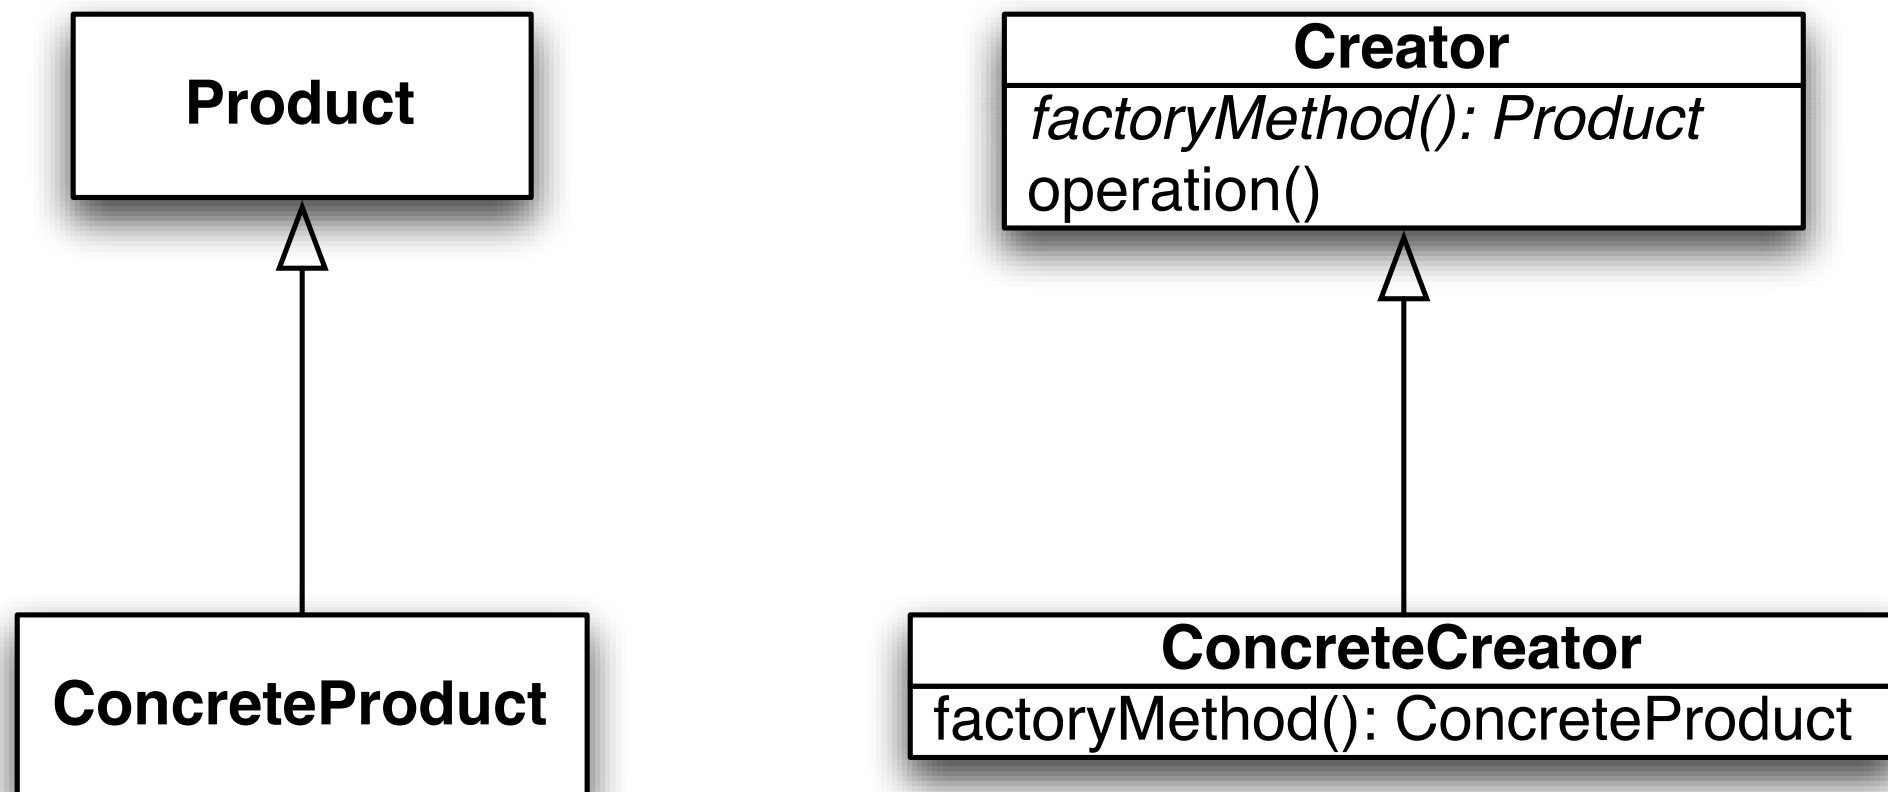 Product
Creator
factoryMethod(): Product
operation()
ConcreteProduct
ConcreteCreator
factoryMethod(): ConcreteProduct